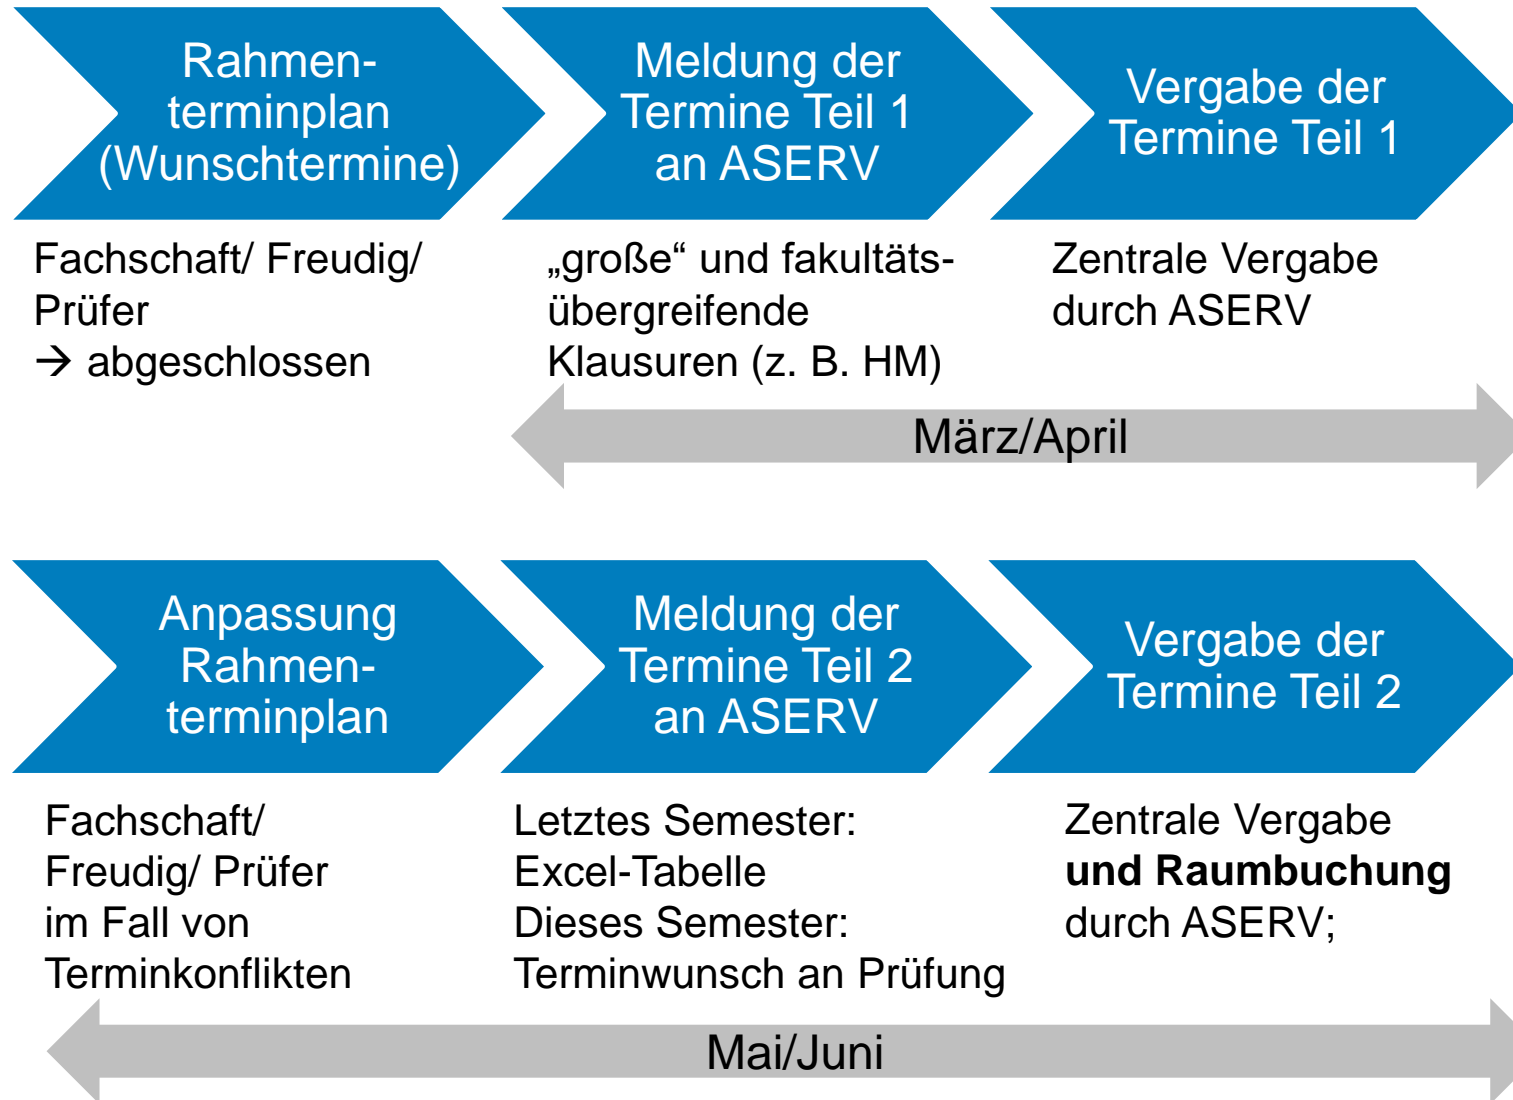 Rahmen-
terminplan
(Wunschtermine)
Meldung der
Termine Teil 1
an ASERV
Vergabe der
Termine Teil 1
Fachschaft/ Freudig/
Prüfer
→ abgeschlossen
„große“ und fakultäts-
übergreifende
Klausuren (z. B. HM)
Zentrale Vergabe
durch ASERV
März/April
Anpassung
Rahmen-
terminplan
Meldung der
Termine Teil 2
an ASERV
Vergabe der
Termine Teil 2
Fachschaft/
Freudig/ Prüfer
im Fall von
Terminkonflikten
Letztes Semester:
Excel-Tabelle
Dieses Semester:
Terminwunsch an Prüfung
Zentrale Vergabe
und Raumbuchung
durch ASERV;
Mai/Juni